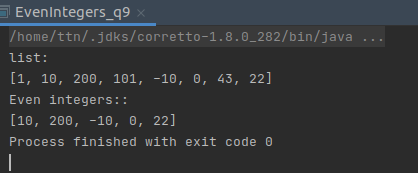 EvenIntegers_q9 ×
/home/ttn/.jdks/corretto-1.8.0_282/bin/java ...
list:
[1, 10, 200, 101, -10, 0, 43, 22]
Even integers::
[10, 200, -10, 0, 22]
Process finished with exit code 0